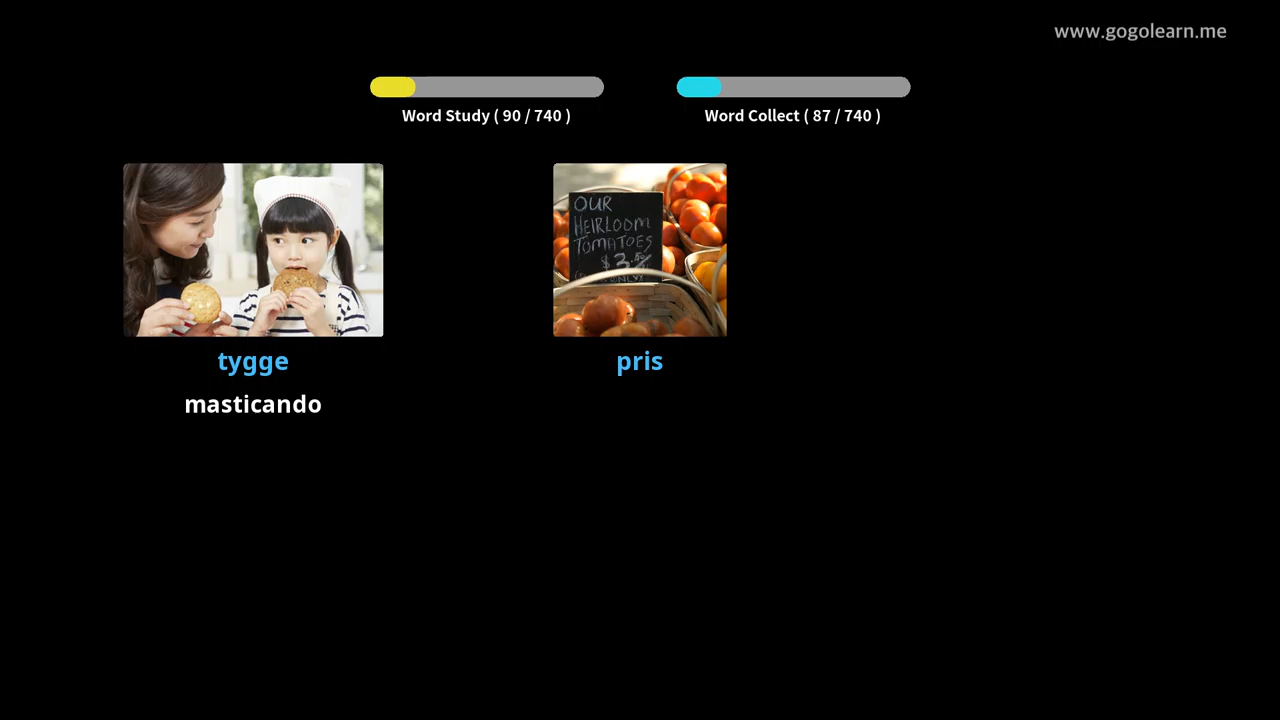 www.gogolearn.me
Word Study ( 90 / 740 )
Word Collect ( 87 / 740 )
OUR
HEIRLOOM
TOMATOES
tygge
pris
masticando